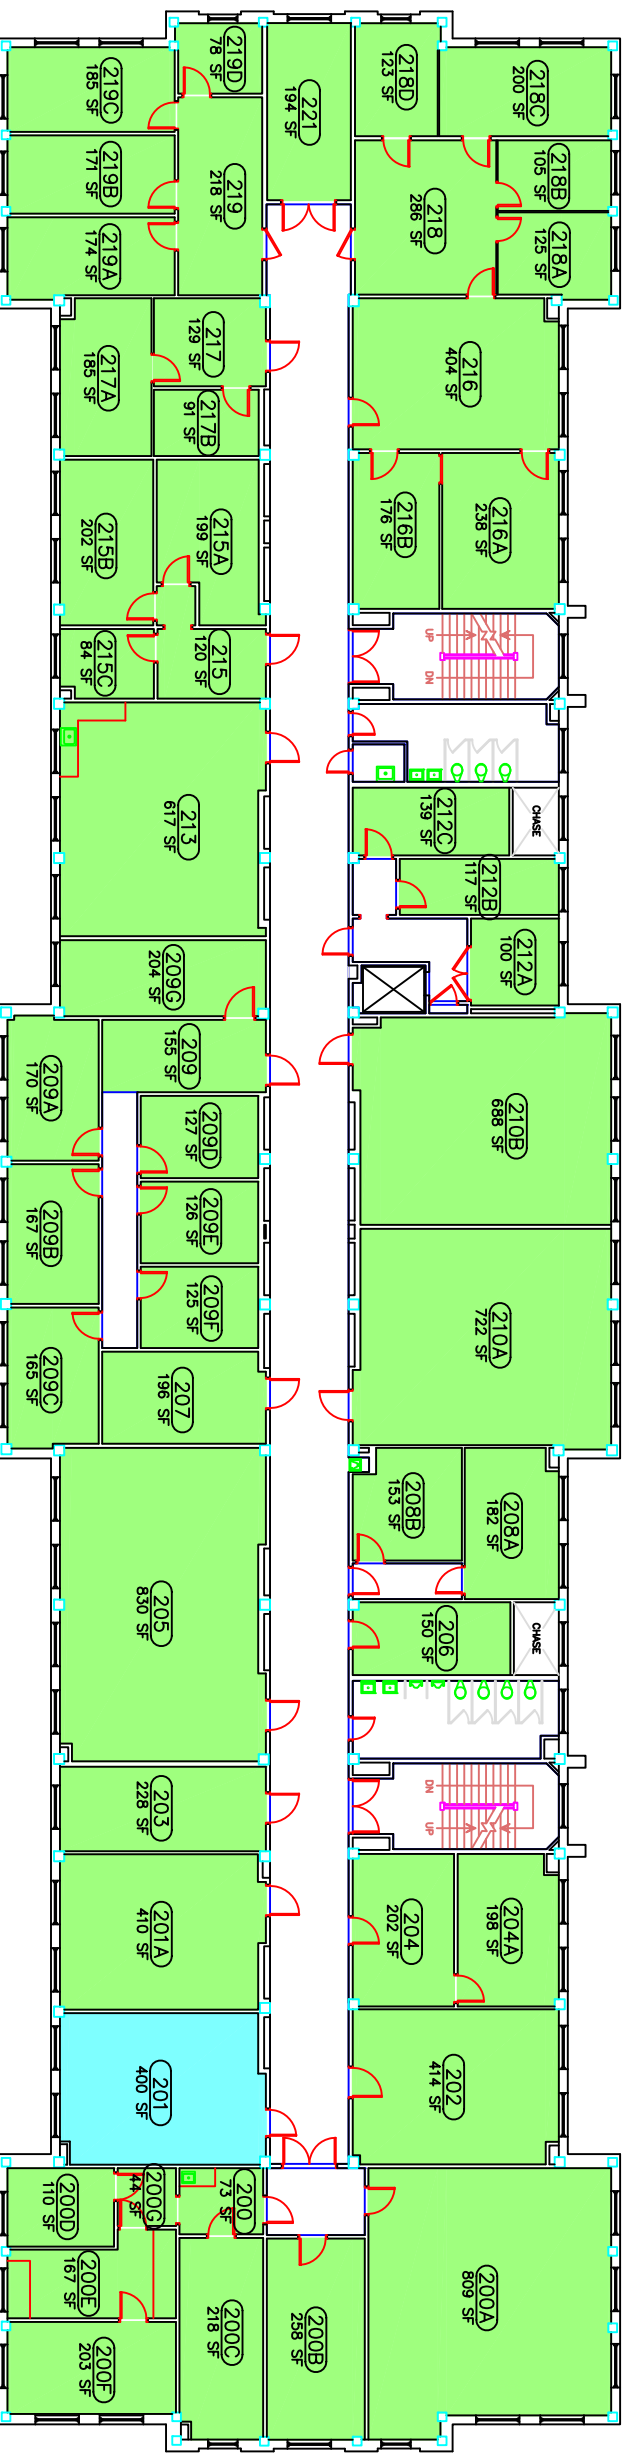 219D
78 SF
221
194 SF
218D
123 SF
218C
200 SF
219C
185 SF
219B
171 SF
219
218 SF
218
286 SF
218B
105 SF
219A
174 SF
218A
125 SF
217
129 SF
217A
185 SF
217B
91 SF
216
404 SF
215B
202 SF
215A
199 SF
216B
176 SF
216A
238 SF
215C
84 SF
215
120 SF
UP
DN
213
617 SF
212C
139 SF
CHASE
212B
117 SF
212A
100 SF
209G
204 SF
209
155 SF
209A
170 SF
209D
127 SF
210B
688 SF
209B
167 SF
209E
126 SF
209F
125 SF
210A
722 SF
209C
165 SF
207
196 SF
208B
153 SF
208A
182 SF
205
830 SF
206
150 SF
CHASE
203
228 SF
DN
UP
201A
410 SF
204
202 SF
204A
198 SF
201
400 SF
202
414 SF
200D
110 SF
200G
44 SF
200
73 SF
200E
167 SF
200C
218 SF
200B
258 SF
200A
809 SF
200F
203 SF